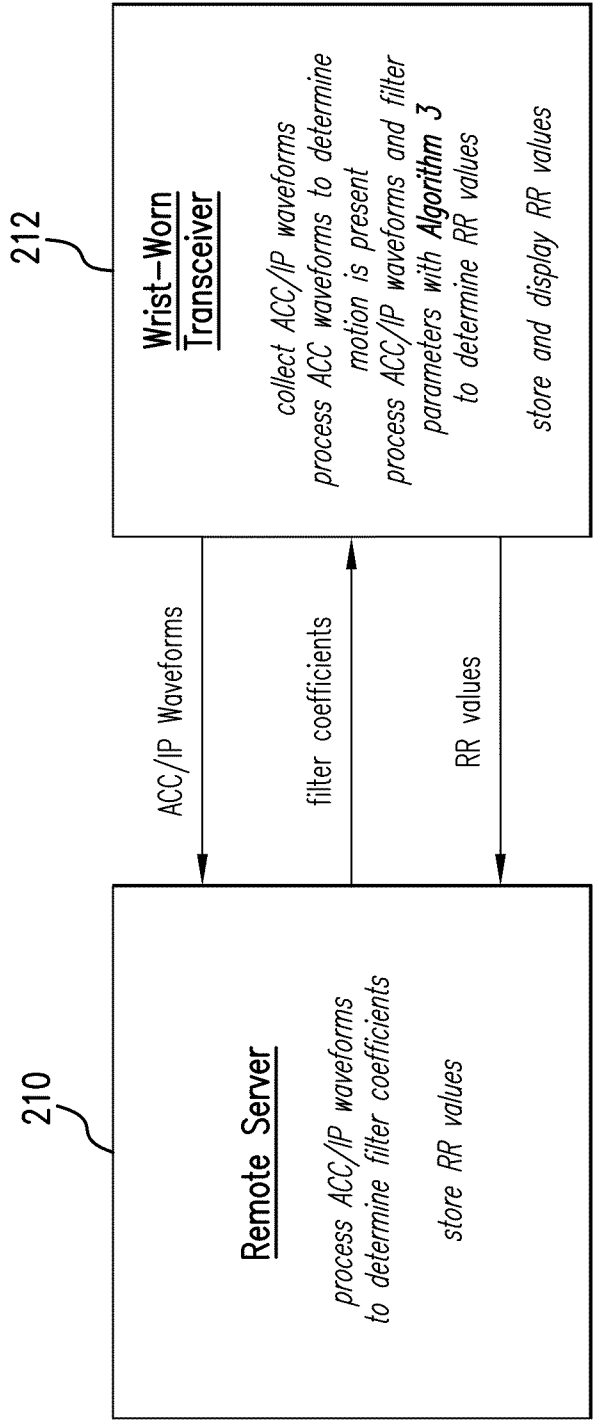 210
Remote Server
process ACC/IP waveforms
to determine filter coefficients
store RR values
ACC/IP Waveforms
filter coefficients
RR values
212
Wrist-Worn
Transceiver
collect ACC/IP waveforms
process ACC waveforms to determine
motion is present
process ACC/IP waveforms and filter
parameters with Algorithm 3
to determine RR values
store and display RR values